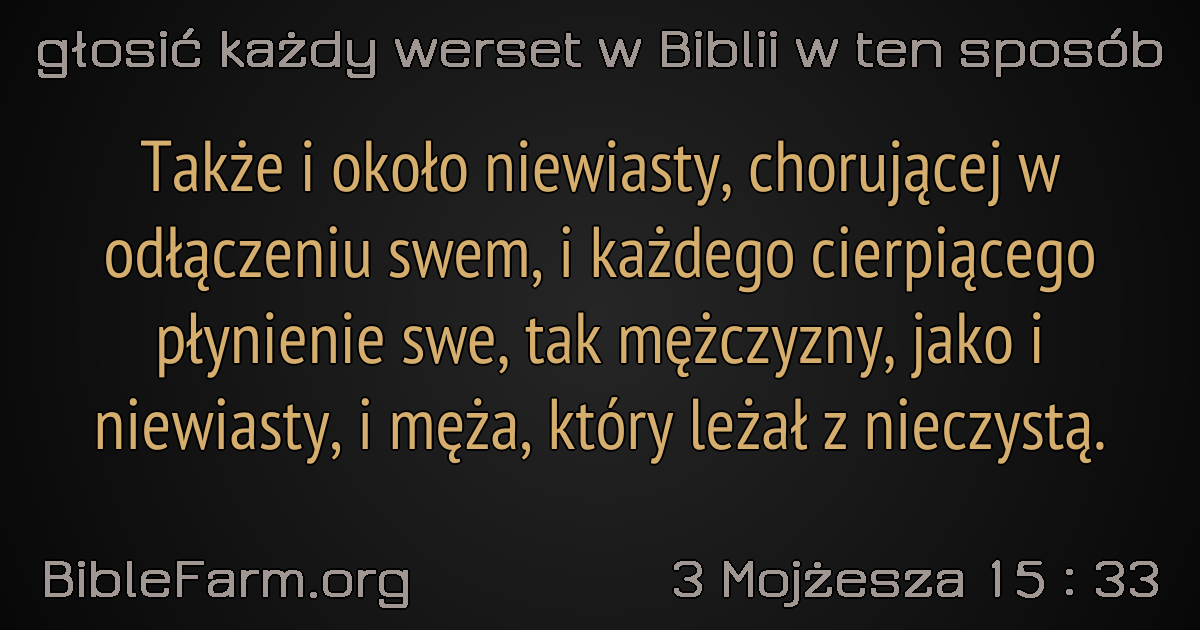 głosić każdy werset w Biblii w ten sposób
Także i około niewiasty, chorującej w
odłączeniu swem, i każdego cierpiącego
płynienie swe, tak mężczyzny, jako i
niewiasty, i męża, który leżał z nieczystą.
BibleFarm.org
3 Mojżesza 15 : 33